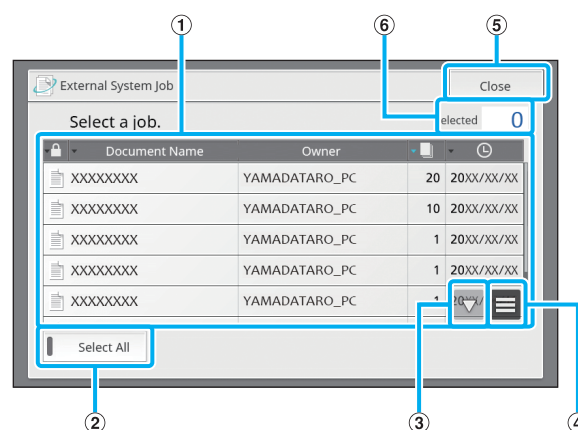 ① ⑥ ⑤
External System Job Close
Select a job. elected 0
Document Name Owner
XXXXXXXX YAMADATARO_PC 20 20XX/XX/XX
XXXXXXXX YAMADATARO_PC 10 20XX/XX/XX
XXXXXXXX YAMADATARO_PC 1 20XX/XX/XX
XXXXXXXX YAMADATARO_PC 1 20XX/XX/XX
XXXXXXXX YAMADATARO_PC
Select All
② ③ ④